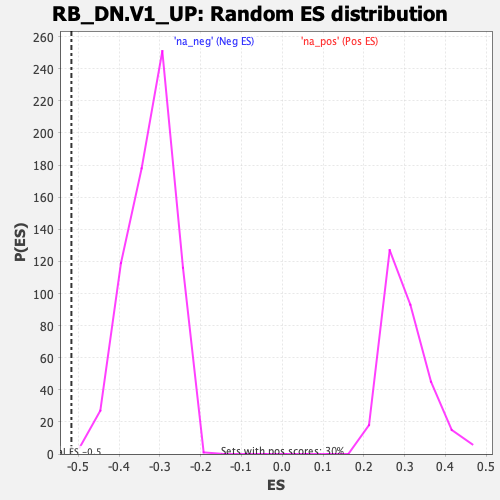 RB_DN.V1_UP: Random ES distribution
'na_neg' (Neg ES) 'na_pos' (Pos ES)
260
240
220
200
180
160
140
120
100
80
60
40
20
0
P(ES)
Sets with pos scores: 30%
-0.5 -0.4 -0.3 -0.2 -0.1 0.0 0.1 0.2 0.3 0.4 0.5
ES